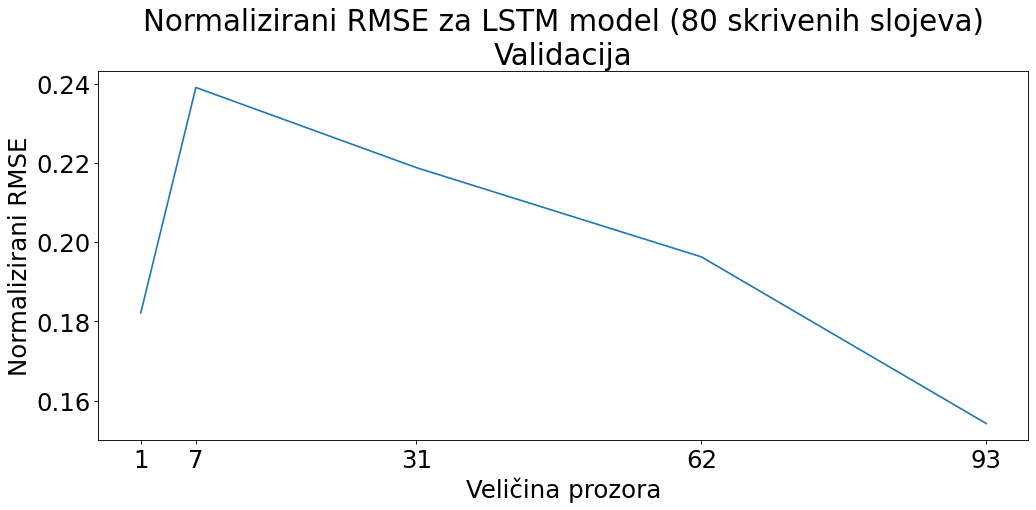 Normalizirani RMSE za LSTM model (80 skrivenih slojeva)
Validacija
Normalizirani RMSE
0.24
0.22
0.20
0.18
0.16
1 7 31 62 93
Veličina prozora